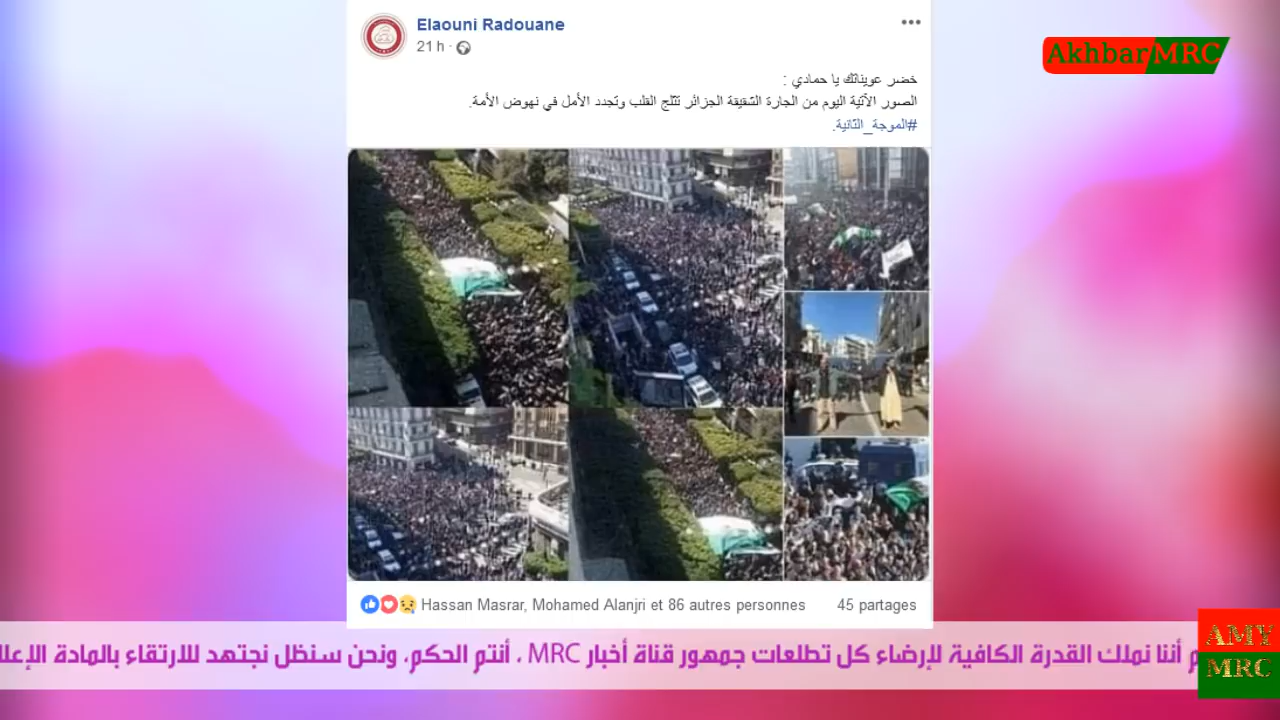 Elaouni Radouane
21 h ·
خضر عويناتك يا حمادي :
الصور الآتية اليوم من الجارة الشقيقة الجزائر تثلج القلب وتجدد الأمل في نهوض الأمة.
#الموجة_الثانية.
AkhbarMRC
Hassan Masrar, Mohamed Alanjri et 86 autres personnes
45 partages
أننا نملك القدرة الكافية لإرضاء كل تطلعات جمهور قناة أخبار MRC ، أنتم الحكم، ونحن سنظل نجتهد للارتقاء بالمادة
AMY
MRC